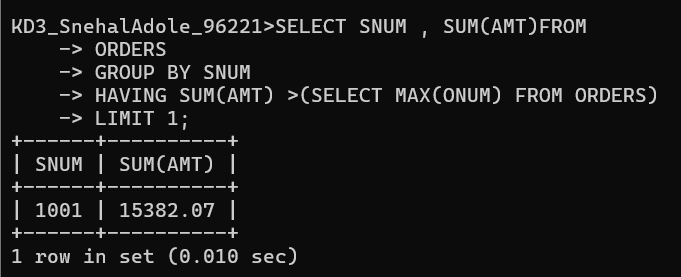 KD3_SnehalAdole_96221>SELECT SNUM , SUM(AMT)FROM
    -> ORDERS
    -> GROUP BY SNUM
    -> HAVING SUM(AMT) >(SELECT MAX(ONUM) FROM ORDERS)
    -> LIMIT 1;
+------+----------+
| SNUM | SUM(AMT) |
+------+----------+
| 1001 | 15382.07 |
+------+----------+
1 row in set (0.010 sec)